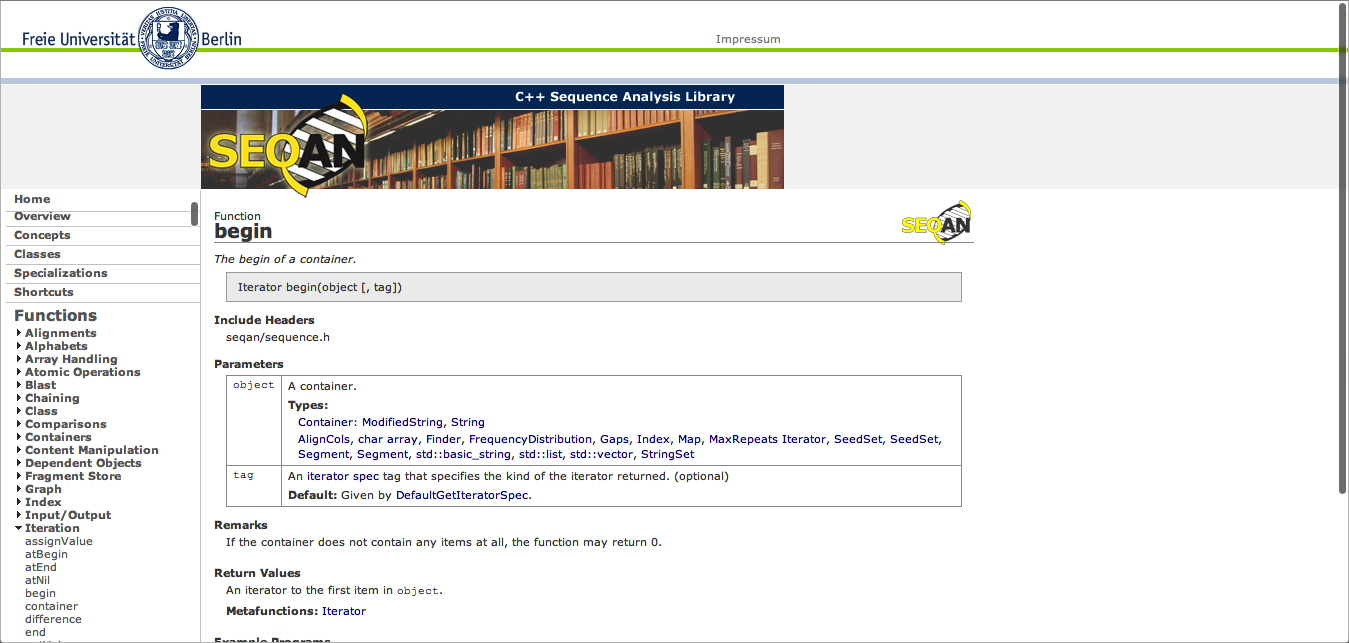 Freie Universität Berlin
Impressum
C++ Sequence Analysis Library
SEQAN
Home
Overview
Concepts
Classes
Specializations
Shortcuts
Functions
Alignments
Alphabets
Array Handling
Atomic Operations
Blast
Chaining
Class
Comparisons
Containers
Content Manipulation
Dependent Objects
Fragment Store
Graph
Index
Input/Output
Iteration
assignValue
atBegin
atEnd
atNil
begin
container
difference
end
Function
begin
SEQAN
The begin of a container.
Iterator begin(object [, tag])
Include Headers
seqan/sequence.h
Parameters
object
A container.
Types:
Container: ModifiedString, String
AlignCols, char array, Finder, FrequencyDistribution, Gaps, Index, Map, MaxRepeats Iterator, SeedSet, SeedSet,
Segment, Segment, std::basic_string, std::list, std::vector, StringSet
tag
An iterator spec tag that specifies the kind of the iterator returned. (optional)
Default: Given by DefaultGetIteratorSpec.
Remarks
If the container does not contain any items at all, the function may return 0.
Return Values
An iterator to the first item in object.
Metafunctions: Iterator
Example Programs